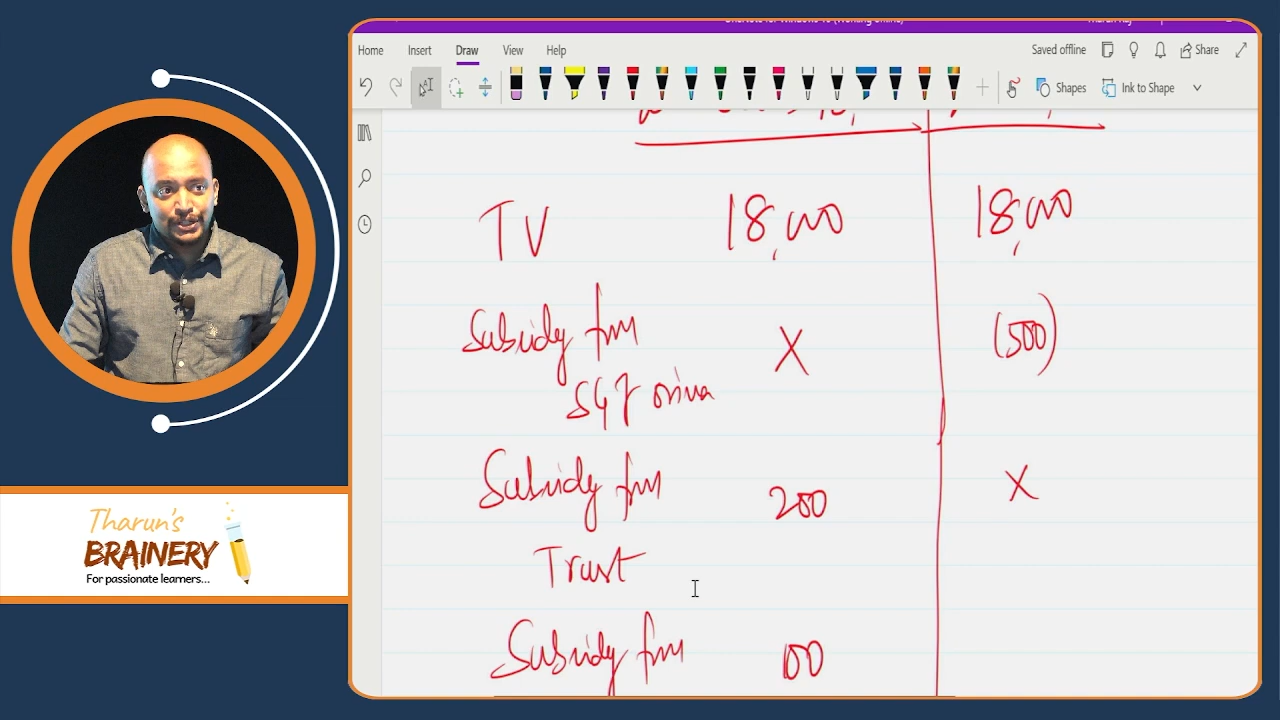 Home Insert Draw View Help
Saved offline
Share
Shapes
Ink to Shape
TV 18,000 18,000
Subsidy from X (500)
Subsidy from 200 X
Trust
Subsidy from 100
Tharun's
BRAINERY
For passionate learners...